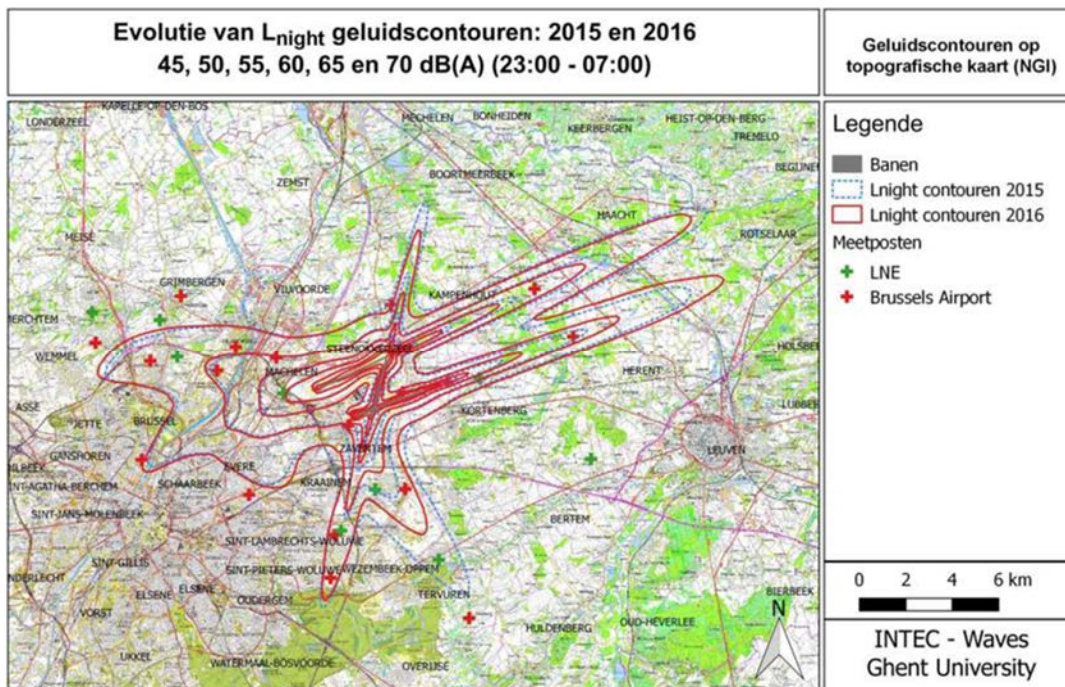 Evolutie van Lnight geluidscontouren: 2015 en 2016
45, 50, 55, 60, 65 en 70 dB(A) (23:00 - 07:00)
Geluidscontouren op
topografische kaart (NGI)
KAPELLE-OP-DEN-BOS
LONDERZEEL
MECHELEN
BONHEIDEN
HEIST-OP-DEN-BERG
KEERBERGEN
TREMELO
ZEMST
BOORTMEERBEEK
HAACHT
ROTSELAAR
MEISE
GRIMBERGEN
VILVOORDE
KAMPENHOUT
WEMMEL
MACHELEN
HERENT
ASSE
JETTE
BRUSSEL
KORTENBERG
GANSHOREN
ZAVENTEM
LEUVEN
EVERE
SCHAARBEEK
KRAAINEM
SINT-JANS-MOLENBEEK
BERTEM
SINT-LAMBRECHTS-WOLUWE
SINT-GILLIS
SINT-PIETERS-WOLUWE
WEZEMBEEK-OPPEM
ELSENE
ELSENE
OUDERGEM
TERVUREN
BIERBEEK
VORST
HULDENBERG
OUD-HEVERLEE
UKKEL
WATERMAAL-BOSVOORDE
OVERIJSE
Legende
Banen
Lnight contouren 2015
Lnight contouren 2016
Meetposten
LNE
Brussels Airport
0 2 4 6 km
N
INTEC - Waves
Ghent University